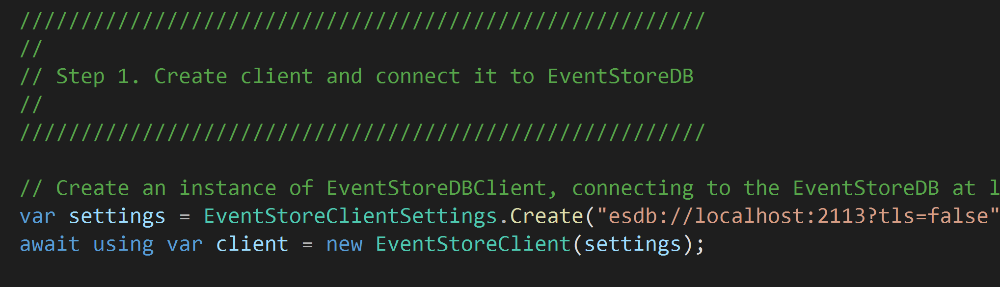 ////////////////////////////////////////////////////////
//
// Step 1. Create client and connect it to EventStoreDB
//
////////////////////////////////////////////////////////
// Create an instance of EventStoreDBClient, connecting to the EventStoreDB at
var settings = EventStoreClientSettings.Create("esdb://localhost:2113?tls=false"
await using var client = new EventStoreClient(settings);